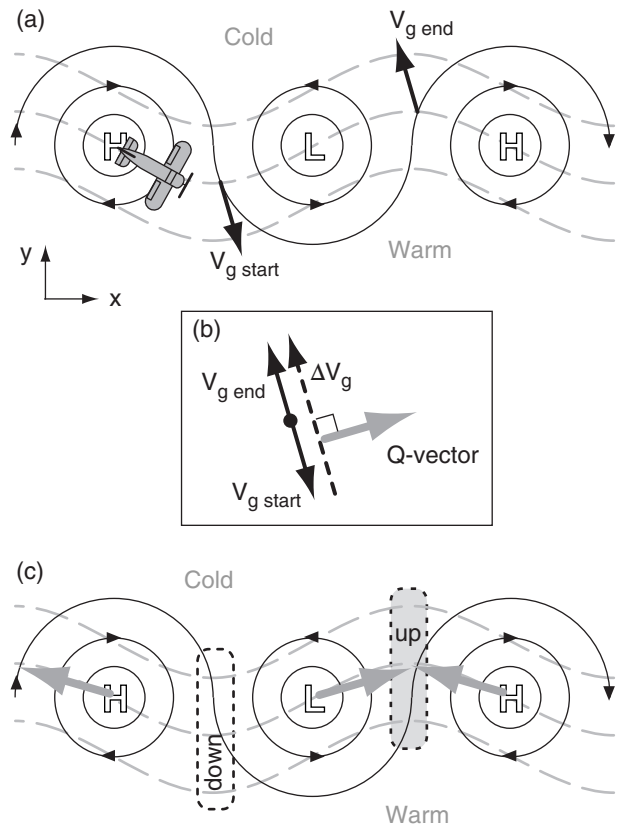 (a)
Cold
V_g end
H
L
H
V_g start
Warm
y
x
(b)
V_g end
ΔV_g
Q-vector
V_g start
(c)
Cold
up
H
L
H
down
Warm